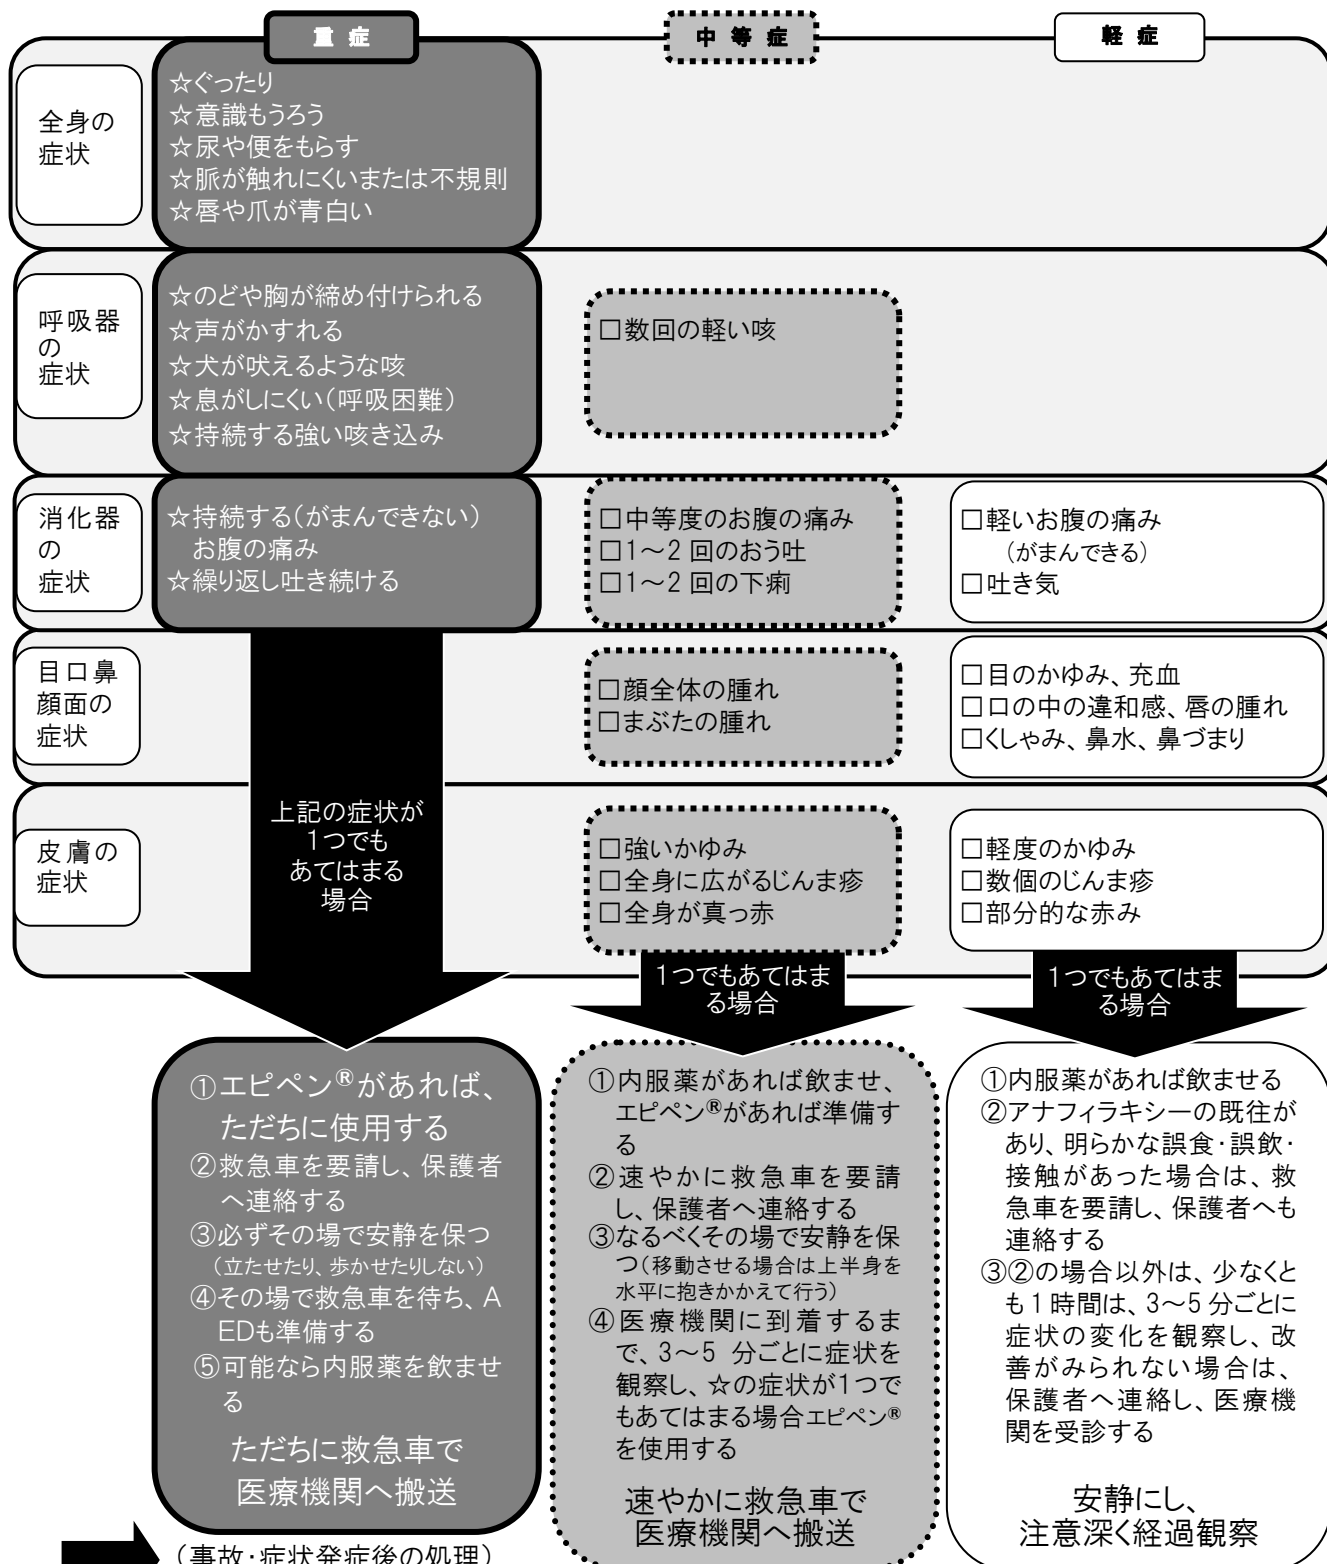 重症
中等症
軽症
全身の
症状
☆ぐったり
☆意識もうろう
☆尿や便をもらす
☆脈が触れにくいまたは不規則
☆唇や爪が青白い
呼吸器
の
症状
☆のどや胸が締め付けられる
☆声がかすれる
☆犬が吠えるような咳
☆息がしにくい(呼吸困難)
☆持続する強い咳き込み
□数回の軽い咳
消化器
の
症状
☆持続する(がまんできない)
お腹の痛み
☆繰り返し吐き続ける
□中等度のお腹の痛み
□1～2 回のおう吐
□1～2 回の下痢
□軽いお腹の痛み
(がまんできる)
□吐き気
目口鼻
顔面の
症状
□顔全体の腫れ
□まぶたの腫れ
□目のかゆみ、充血
□口の中の違和感、唇の腫れ
□くしゃみ、鼻水、鼻づまり
皮膚の
症状
□強いかゆみ
□全身に広がるじんま疹
□全身が真っ赤
□軽度のかゆみ
□数個のじんま疹
□部分的な赤み
上記の症状が
1つでも
あてはまる
場合
1つでもあてはま
る場合
1つでもあてはま
る場合
①エピペン®があれば、
ただちに使用する
②救急車を要請し、保護者
へ連絡する
③必ずその場で安静を保つ
(立たせたり、歩かせたりしない)
④その場で救急車を待ち、A
EDも準備する
⑤可能なら内服薬を飲ませ
る
ただちに救急車で
医療機関へ搬送
①内服薬があれば飲ませ、
エピペン®があれば準備す
る
②速やかに救急車を要請
し、保護者へ連絡する
③なるべくその場で安静を保
つ(移動させる場合は上半身を
水平に抱きかかえて行う)
④医療機関に到着するま
で、3～5 分ごとに症状を
観察し、☆の症状が1つで
もあてはまる場合エピペン®
を使用する
速やかに救急車で
医療機関へ搬送
①内服薬があれば飲ませる
②アナフィラキシーの既往が
あり、明らかな誤食・誤飲・
接触があった場合は、救
急車を要請し、保護者へも
連絡する
③②の場合以外は、少なくと
も1時間は、3～5 分ごとに
症状の変化を観察し、改
善がみられない場合は、
保護者へ連絡し、医療機
関を受診する
安静にし、
注意深く経過観察
(事故・症状発症後の処理)